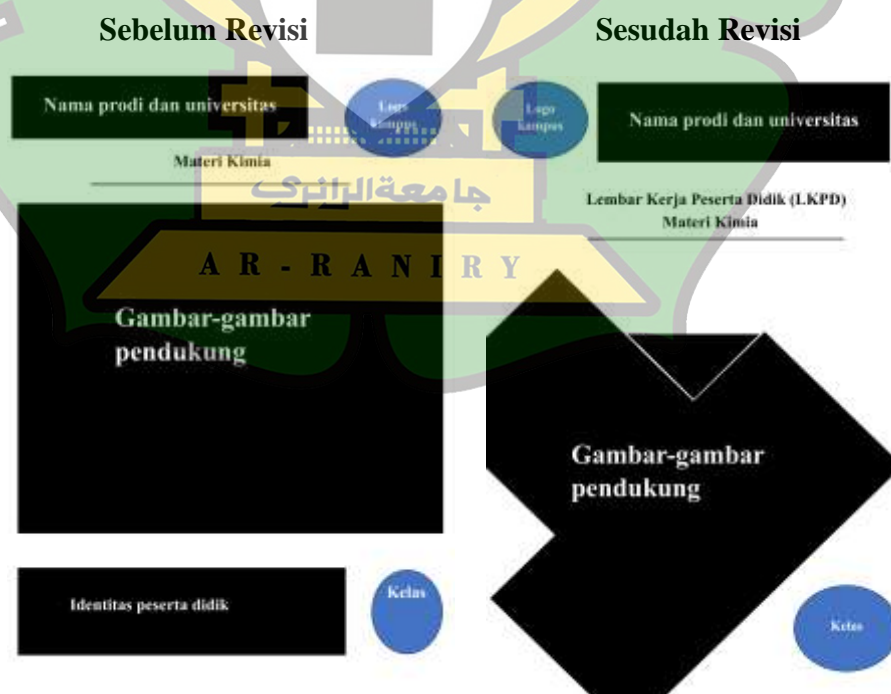 Sebelum Revisi
Nama prodi dan universitas
Logo
kampus
Materi Kimia
Gambar-gambar
pendukung
Identitas peserta didik
Kelas
Sesudah Revisi
Logo
kampus
Nama prodi dan universitas
Lembar Kerja Peserta Didik (LKPD)
Materi Kimia
Gambar-gambar
pendukung
Kelas
جامعة الرانري
AR-RANIRY